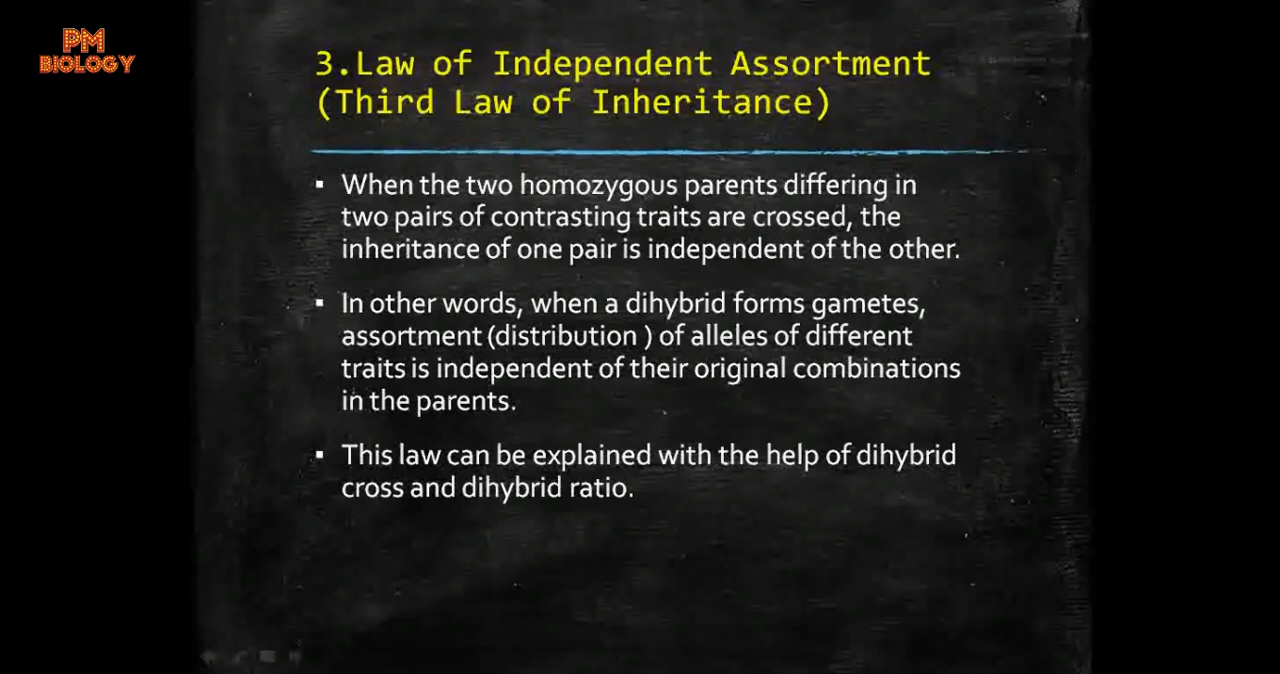 PM
BIOLOGY
3.Law of Independent Assortment
(Third Law of Inheritance)
▪ When the two homozygous parents differing in
two pairs of contrasting traits are crossed, the
inheritance of one pair is independent of the other.
▪ In other words, when a dihybrid forms gametes,
assortment (distribution ) of alleles of different
traits is independent of their original combinations
in the parents.
▪ This law can be explained with the help of dihybrid
cross and dihybrid ratio.